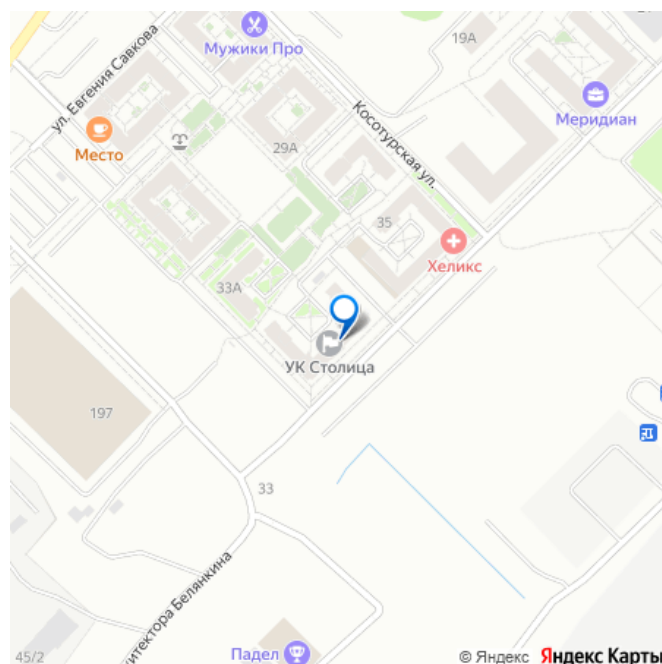 19А
Мужики Про
ул. Евгения Савкова
Меридиан
Место
29А
Косотурская ул.
35
Хеликс
33А
УК Столица
197
33
хитектора Белянкина
45/2
Падел
© Яндекс Яндекс Карты